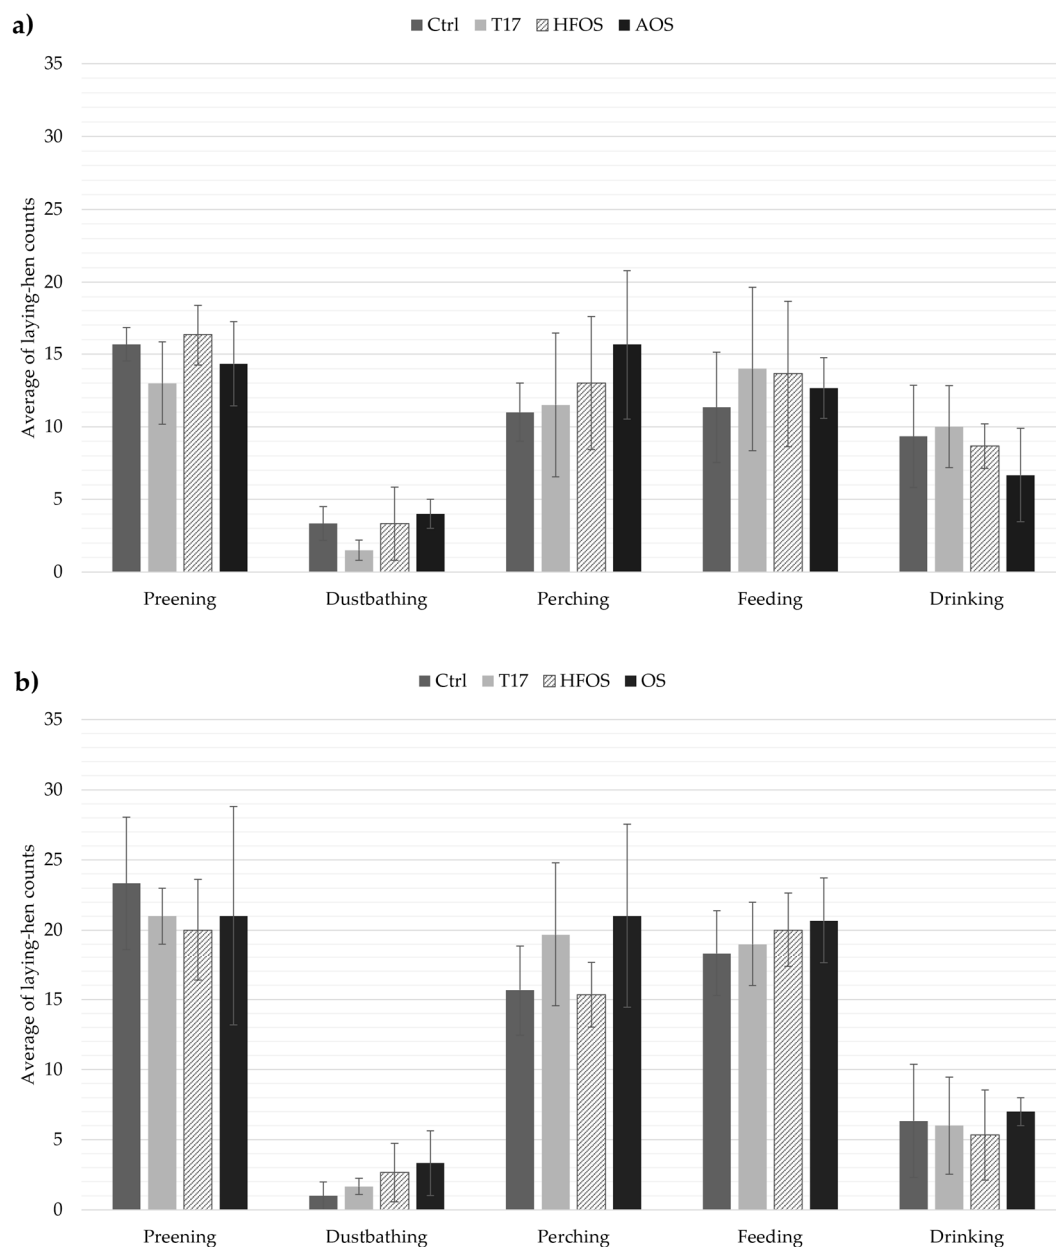 a)
Ctrl T17 HFOS AOS
35
30
25
20
15
10
5
0
Average of laying-hen counts
Preening Dustbathing Perching Feeding Drinking
b)
Ctrl T17 HFOS OS
35
30
25
20
15
10
5
0
Average of laying-hen counts
Preening Dustbathing Perching Feeding Drinking